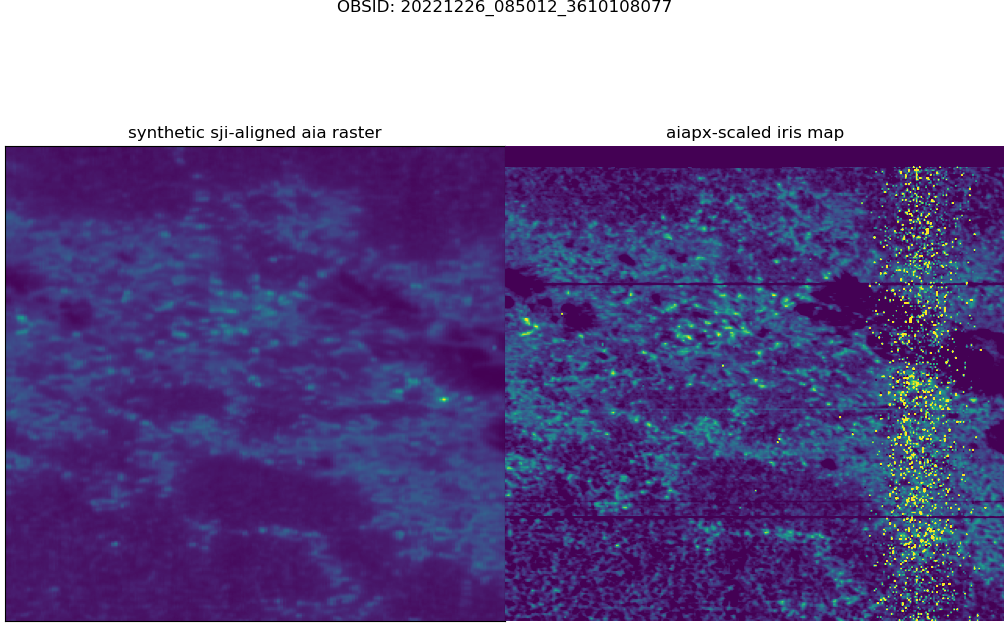 OBSID: 20221226_085012_3610108077
synthetic sji-aligned aia raster
aiapx-scaled iris map